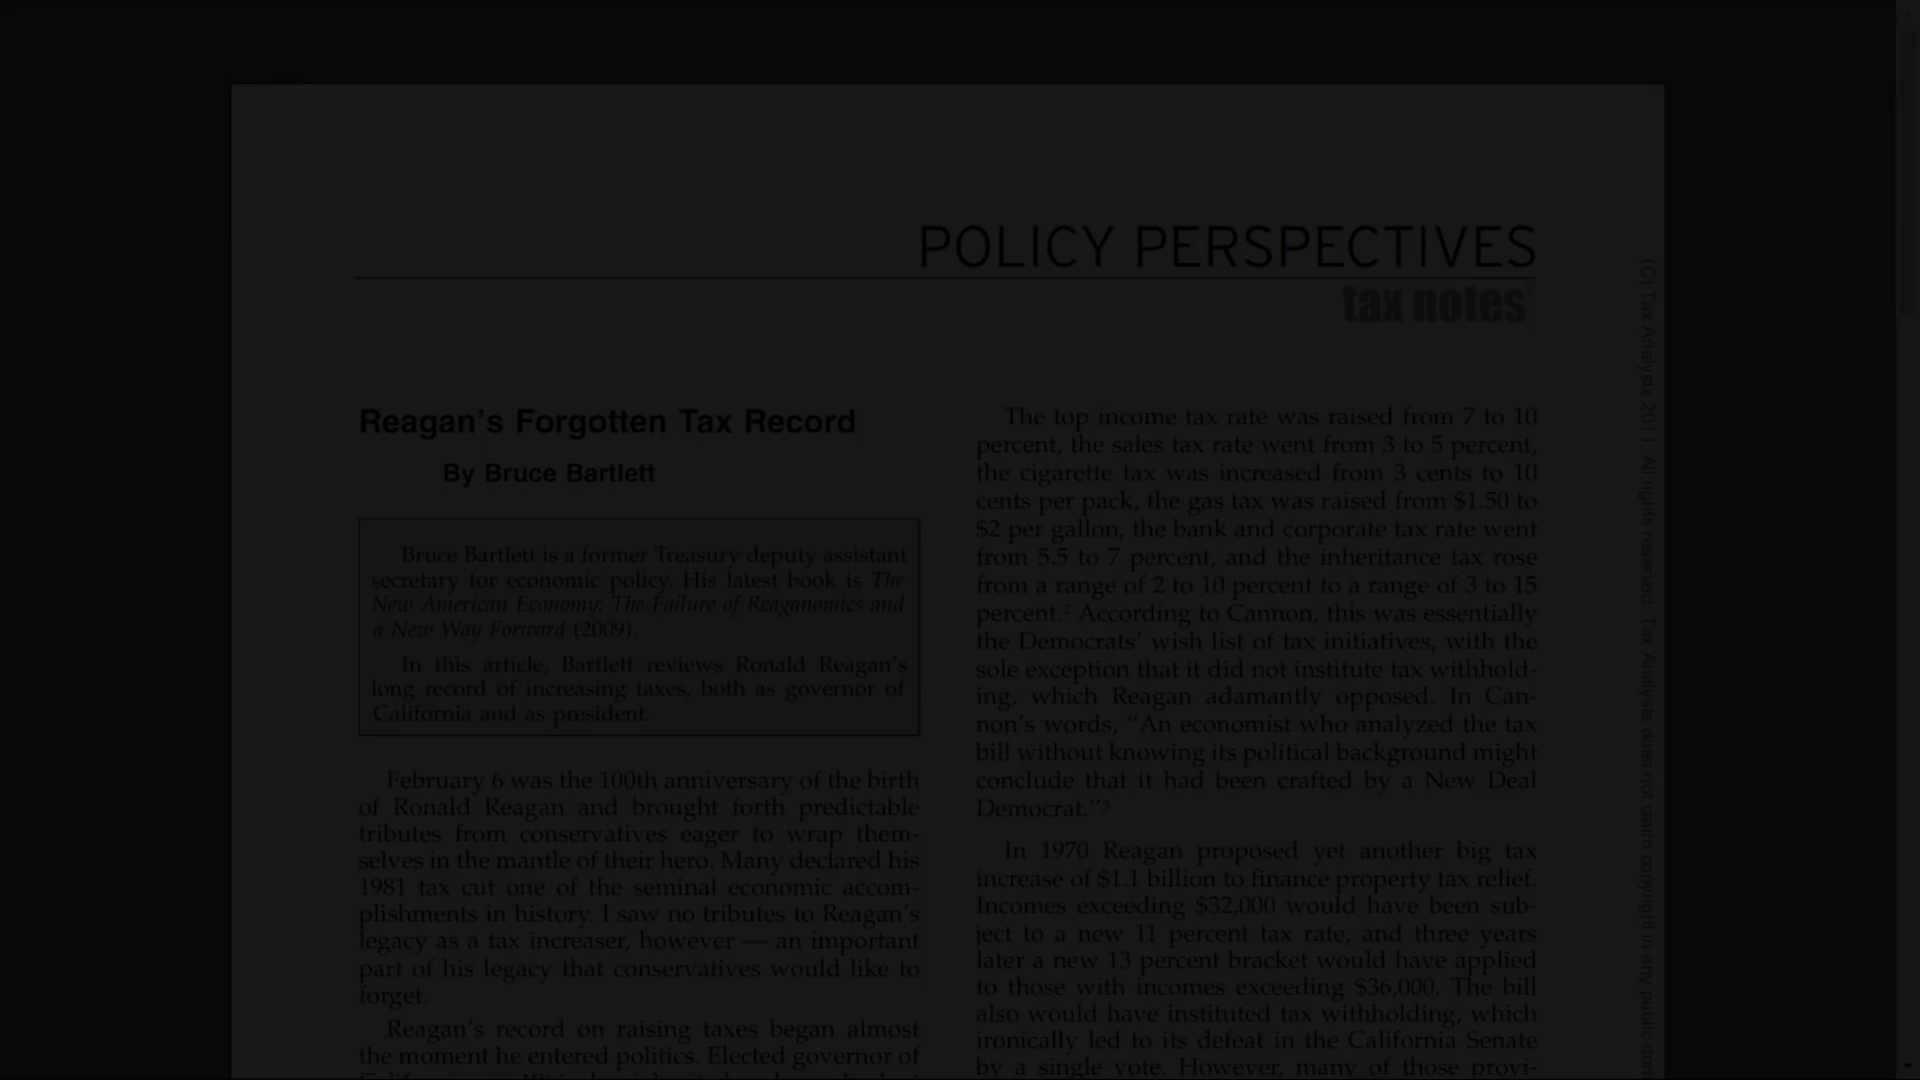 POLICY PERSPECTIVES
tax notes®
Reagan's Forgotten Tax Record
By Bruce Bartlett
Bruce Bartlett is a former Treasury deputy assistant
secretary for economic policy. His latest book is The
New American Economy: The Failure of Reaganomics and
a New Way Forward (2009).
In this article, Bartlett reviews Ronald Reagan's
long record of increasing taxes, both as governor of
California and as president.
February 6 was the 100th anniversary of the birth
of Ronald Reagan and brought forth predictable
tributes from conservatives eager to wrap them-
selves in the mantle of their hero. Many declared his
1981 tax cut one of the seminal economic accom-
plishments in history. I saw no tributes to Reagan's
legacy as a tax increaser, however — an important
part of his legacy that conservatives would like to
forget.
Reagan's record on raising taxes began almost
the moment he entered politics. Elected governor of
The top income tax rate was raised from 7 to 10
percent, the sales tax rate went from 3 to 5 percent,
the cigarette tax was increased from 3 cents to 10
cents per pack, the gas tax was raised from $1.50 to
$2 per gallon, the bank and corporate tax rate went
from 5.5 to 7 percent, and the inheritance tax rose
from a range of 2 to 10 percent to a range of 3 to 15
percent.2 According to Cannon, this was essentially
the Democrats' wish list of tax initiatives, with the
sole exception that it did not institute tax withhold-
ing, which Reagan adamantly opposed. In Can-
non's words, "An economist who analyzed the tax
bill without knowing its political background might
conclude that it had been crafted by a New Deal
Democrat."3
In 1970 Reagan proposed yet another big tax
increase of $1.1 billion to finance property tax relief.
Incomes exceeding $32,000 would have been sub-
ject to a new 11 percent tax rate, and three years
later a new 13 percent bracket would have applied
to those with incomes exceeding $36,000. The bill
also would have instituted tax withholding, which
ironically led to its defeat in the California Senate
by a single vote. However, many of those provi-
(C) Tax Analysts 2011. All rights reserved. Tax Analysts does not claim copyright in any public